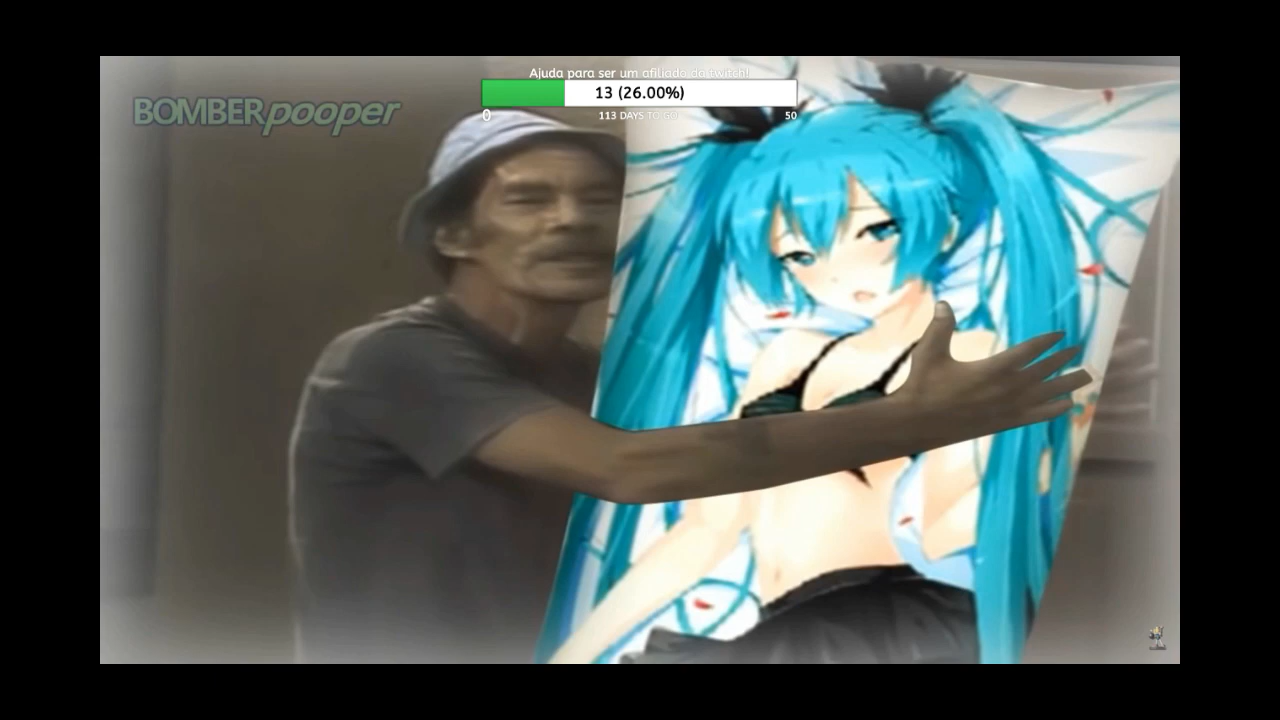 Ajuda para ser um afiliado da twitch!
BOMBERpooper
13 (26.00%)
0
113 DAYS TO GO
50